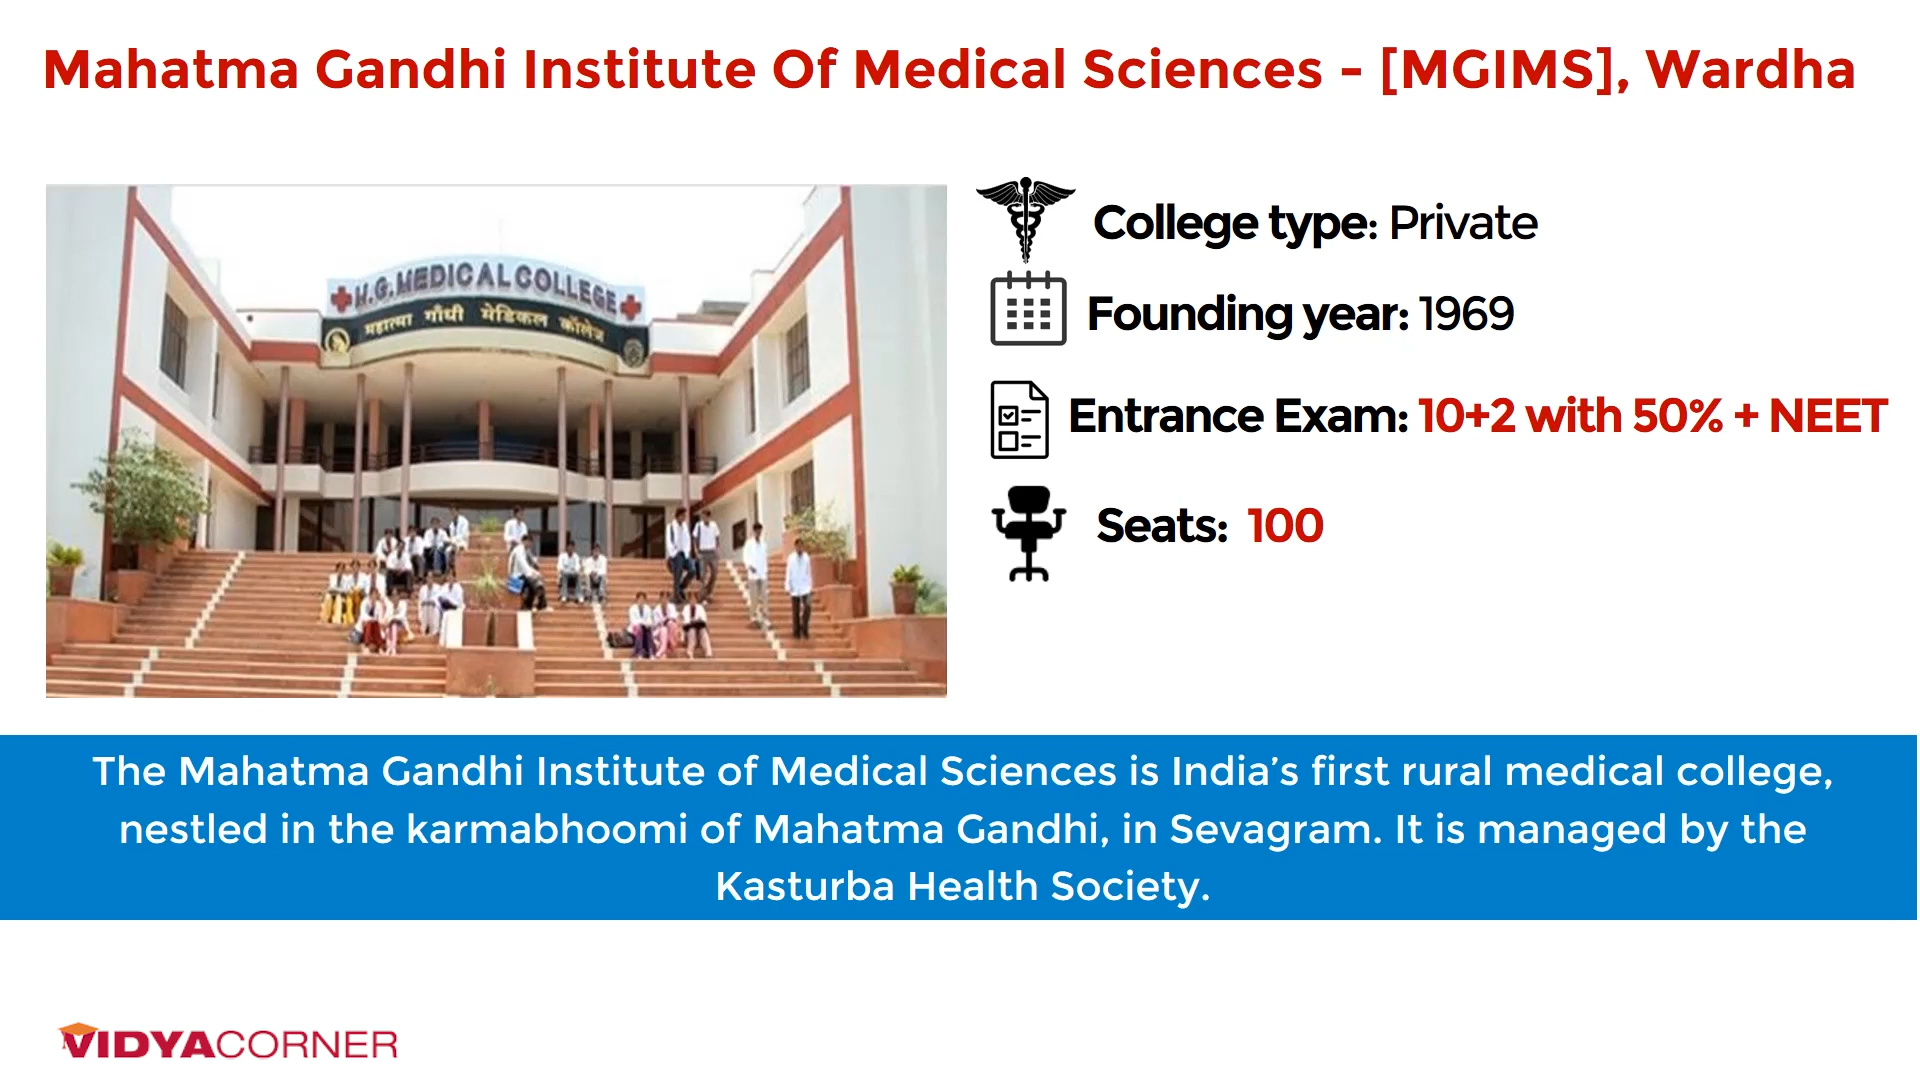 Mahatma Gandhi Institute Of Medical Sciences - [MGIMS], Wardha
M.G.MEDICAL COLLEGE
महात्मा गाँधी मेडिकल कॉलेज
College type: Private
Founding year: 1969
Entrance Exam: 10+2 with 50% + NEET
Seats: 100
The Mahatma Gandhi Institute of Medical Sciences is India’s first rural medical college,
nestled in the karmabhoomi of Mahatma Gandhi, in Sevagram. It is managed by the
Kasturba Health Society.
VIDYACORNER